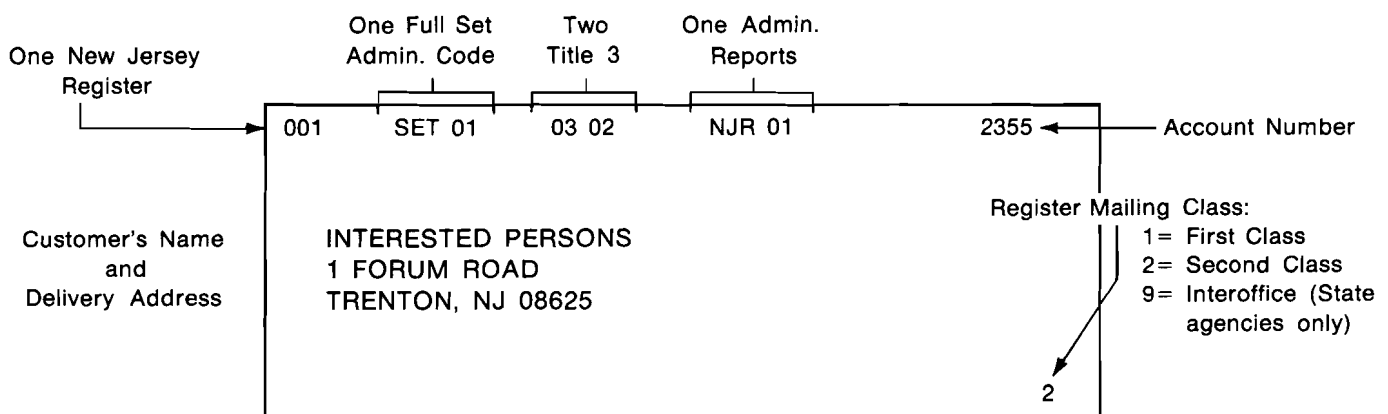 One New Jersey
Register
One Full Set
Admin. Code
Two
Title 3
One Admin.
Reports
001 SET 01 03 02 NJR 01 2355
Account Number
Customer's Name
and
Delivery Address
INTERESTED PERSONS
1 FORUM ROAD
TRENTON, NJ 08625
Register Mailing Class:
1= First Class
2= Second Class
9= Interoffice (State
agencies only)
2